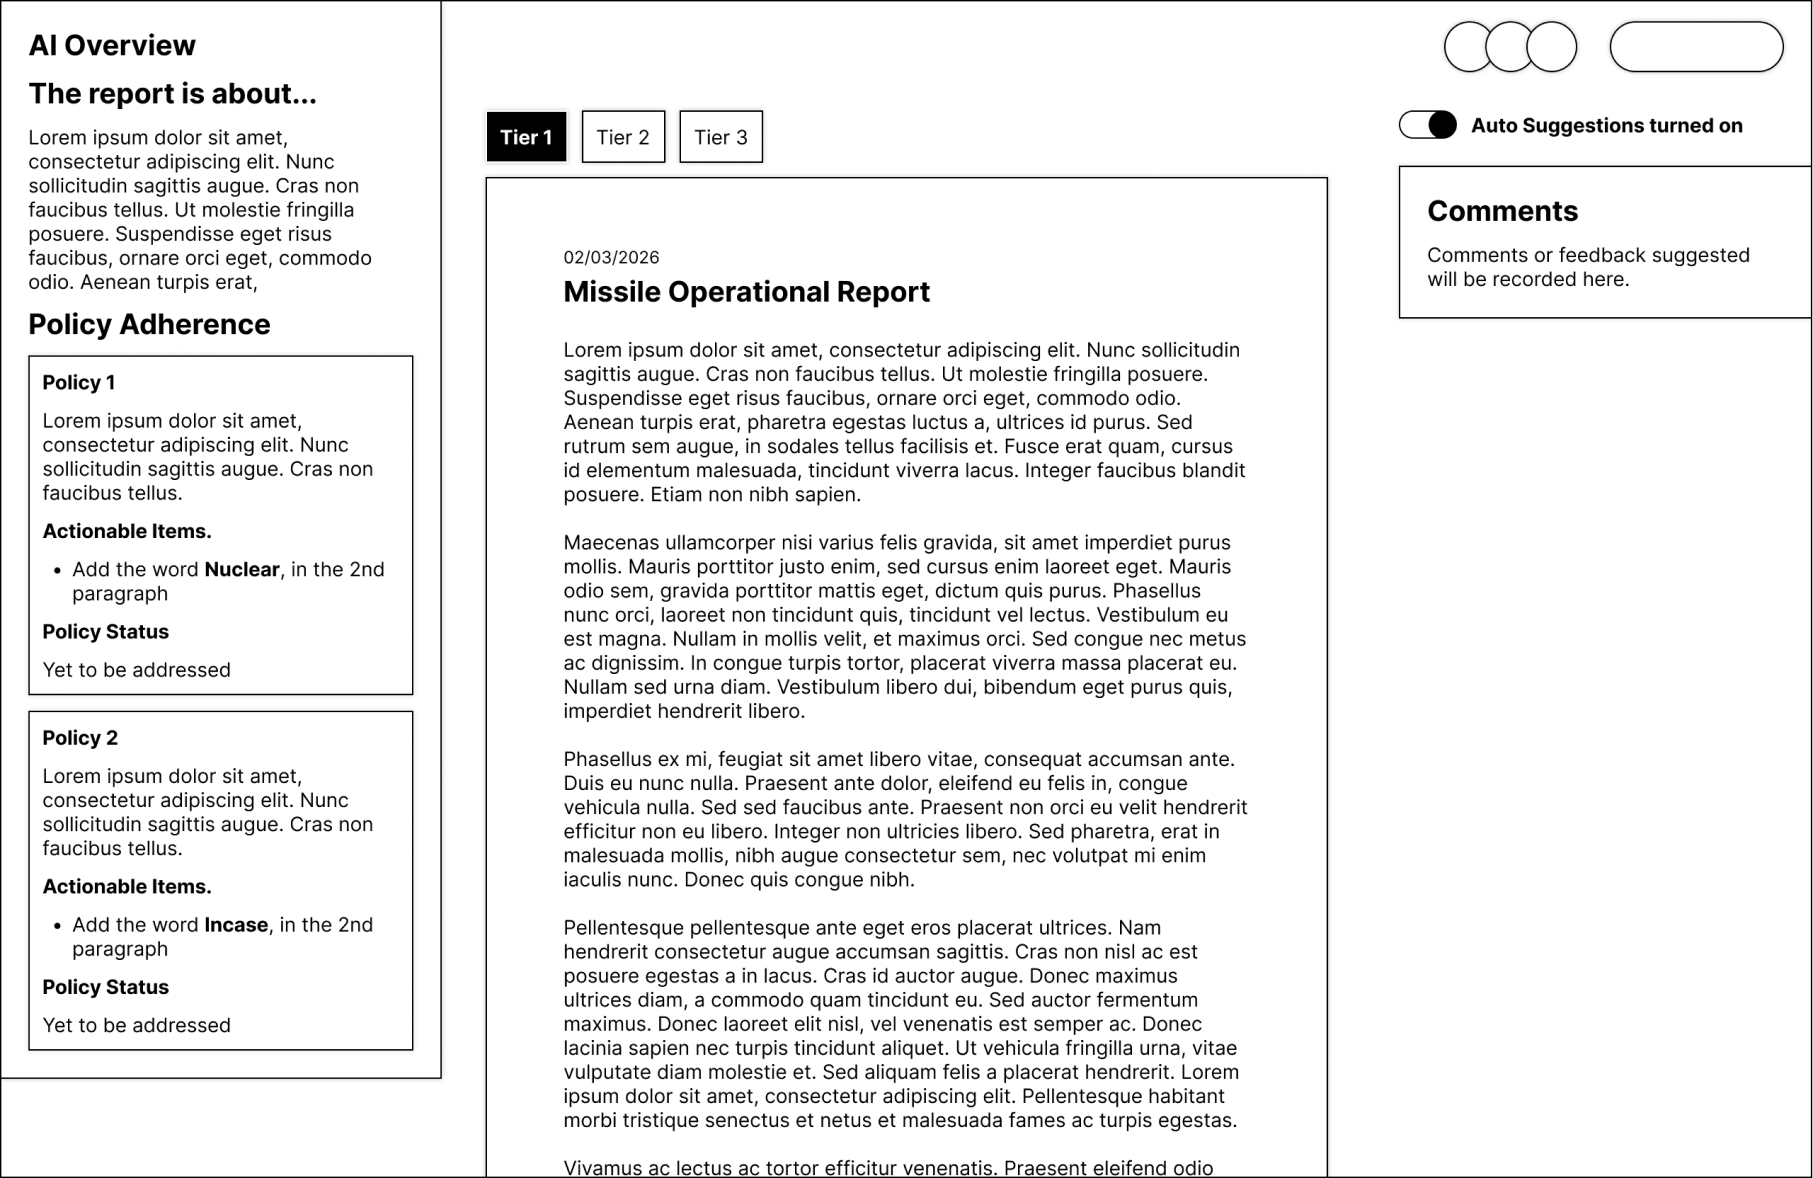 AI Overview
The report is about...
Lorem ipsum dolor sit amet,
consectetur adipiscing elit. Nunc
sollicitudin sagittis augue. Cras non
faucibus tellus. Ut molestie fringilla
posuere. Suspendisse eget risus
faucibus, ornare orci eget, commodo
odio. Aenean turpis erat,
Policy Adherence
Policy 1
Lorem ipsum dolor sit amet,
consectetur adipiscing elit. Nunc
sollicitudin sagittis augue. Cras non
faucibus tellus.
Actionable Items.
• Add the word Nuclear, in the 2nd
paragraph
Policy Status
Yet to be addressed
Policy 2
Lorem ipsum dolor sit amet,
consectetur adipiscing elit. Nunc
sollicitudin sagittis augue. Cras non
faucibus tellus.
Actionable Items.
• Add the word Incase, in the 2nd
paragraph
Policy Status
Yet to be addressed
Tier 1
Tier 2
Tier 3
02/03/2026
Missile Operational Report
Lorem ipsum dolor sit amet, consectetur adipiscing elit. Nunc sollicitudin
sagittis augue. Cras non faucibus tellus. Ut molestie fringilla posuere.
Suspendisse eget risus faucibus, ornare orci eget, commodo odio.
Aenean turpis erat, pharetra egestas luctus a, ultrices id purus. Sed
rutrum sem augue, in sodales tellus facilisis et. Fusce erat quam, cursus
id elementum malesuada, tincidunt viverra lacus. Integer faucibus blandit
posuere. Etiam non nibh sapien.
Maecenas ullamcorper nisi varius felis gravida, sit amet imperdiet purus
mollis. Mauris porttitor justo enim, sed cursus enim laoreet eget. Mauris
odio sem, gravida porttitor mattis eget, dictum quis purus. Phasellus
nunc orci, laoreet non tincidunt quis, tincidunt vel lectus. Vestibulum eu
est magna. Nullam in mollis velit, et maximus orci. Sed congue nec metus
ac dignissim. In congue turpis tortor, placerat viverra massa placerat eu.
Nullam sed urna diam. Vestibulum libero dui, bibendum eget purus quis,
imperdiet hendrerit libero.
Phasellus ex mi, feugiat sit amet libero vitae, consequat accumsan ante.
Duis eu nunc nulla. Praesent ante dolor, eleifend eu felis in, congue
vehicula nulla. Sed sed faucibus ante. Praesent non orci eu velit hendrerit
efficitur non eu libero. Integer non ultricies libero. Sed pharetra, erat in
malesuada mollis, nibh augue consectetur sem, nec volutpat mi enim
iaculis nunc. Donec quis congue nibh.
Pellentesque pellentesque ante eget eros placerat ultrices. Nam
hendrerit consectetur augue accumsan sagittis. Cras non nisl ac est
posuere egestas a in lacus. Cras id auctor augue. Donec maximus
ultrices diam, a commodo quam tincidunt eu. Sed auctor fermentum
maximus. Donec laoreet elit nisl, vel venenatis est semper ac. Donec
lacinia sapien nec turpis tincidunt aliquet. Ut vehicula fringilla urna, vitae
vulputate diam molestie et. Sed aliquam felis a placerat hendrerit. Lorem
ipsum dolor sit amet, consectetur adipiscing elit. Pellentesque habitant
morbi tristique senectus et netus et malesuada fames ac turpis egestas.
Vivamus ac lectus ac tortor efficitur venenatis. Praesent eleifend odio
Auto Suggestions turned on
Comments
Comments or feedback suggested
will be recorded here.